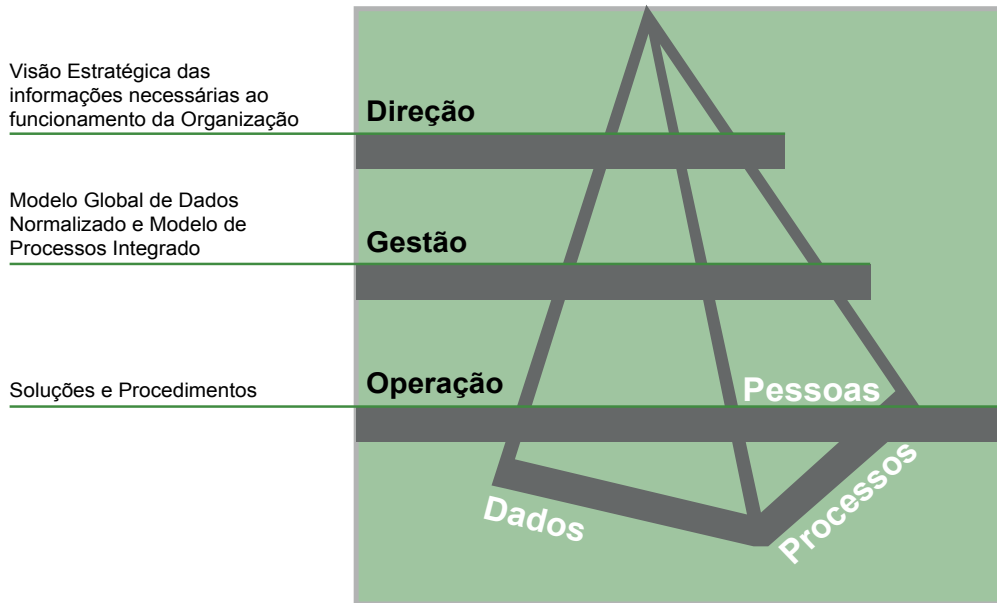 Visão Estratégica das
informações necessárias ao
funcionamento da Organização
Direção
Modelo Global de Dados
Normalizado e Modelo de
Processos Integrado
Gestão
Soluções e Procedimentos
Operação
Pessoas
Dados
Processos